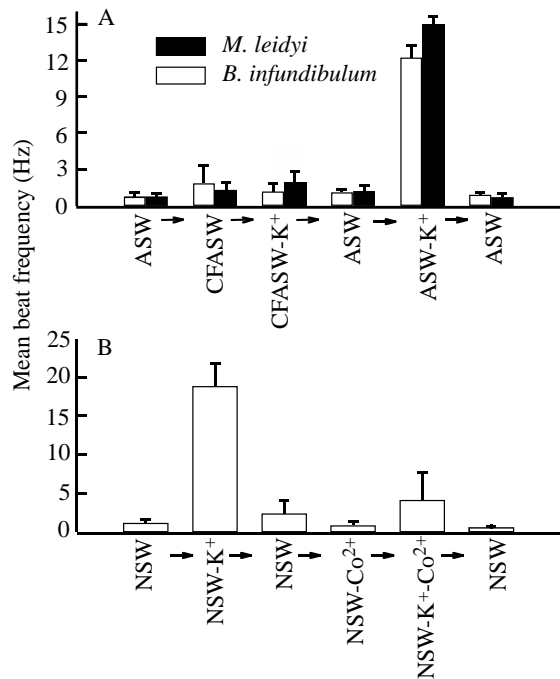 A
15
12
9
6
3
0
M. leidyi
B. infundibulum
ASW
CFASW
CFASW-K⁺
ASW
ASW-K⁺
ASW
Mean beat frequency (Hz)
B
25
20
15
10
5
0
NSW
NSW-K⁺
NSW
NSW-Co²⁺
NSW-K⁺-Co²⁺
NSW